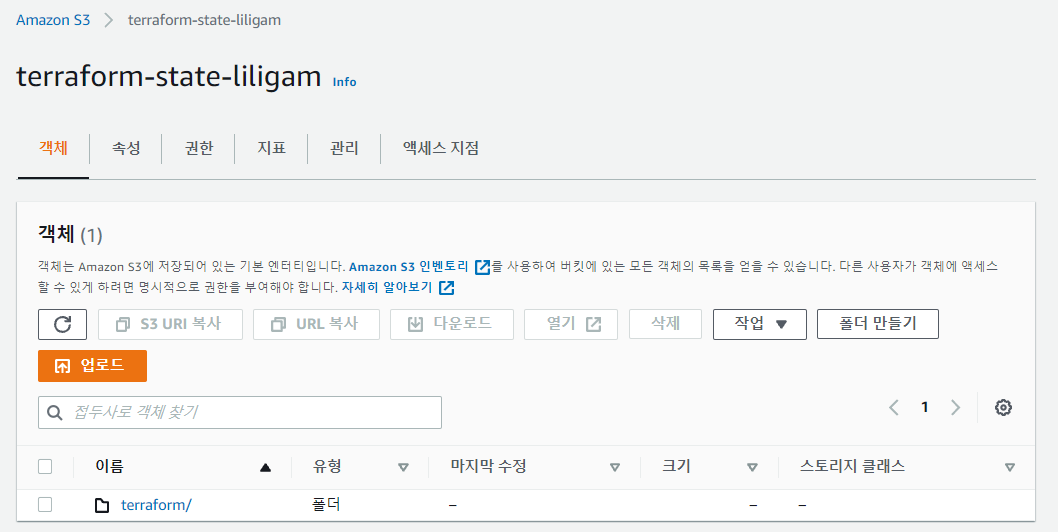 Amazon S3 > terraform-state-liligam
terraform-state-liligam Info
객체 속성 권한 지표 관리 액세스 지점
객체 (1)
객체는 Amazon S3에 저장되어 있는 기본 엔터티입니다. Amazon S3 인벤토리 를 사용하여 버킷에 있는 모든 객체의 목록을 얻을 수 있습니다. 다른 사용자가 객체에 액세스
할 수 있게 하려면 명시적으로 권한을 부여해야 합니다. 자세히 알아보기
S3 URI 복사 URL 복사 다운로드 열기 삭제 작업 폴더 만들기
업로드
접두사로 객체 찾기 1
이름 유형 마지막 수정 크기 스토리지 클래스
terraform/ 폴더 – – –